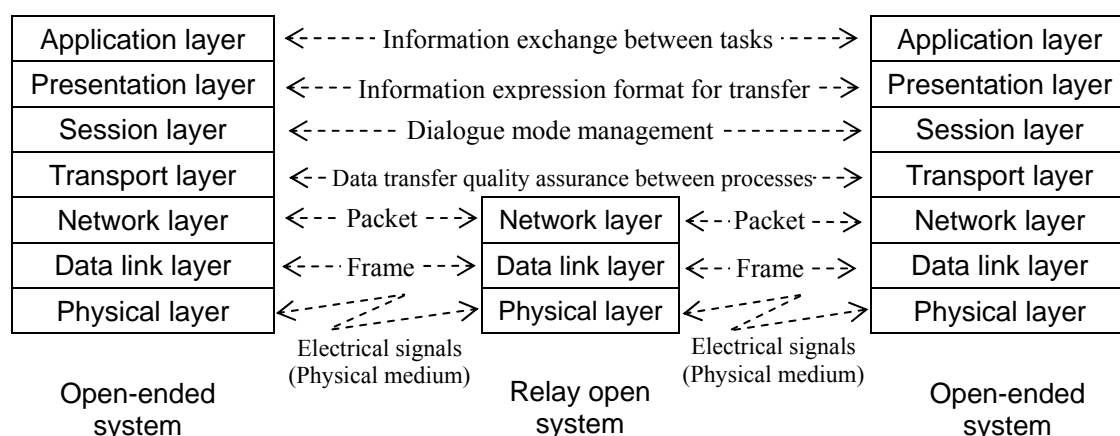 Application layer Information exchange between tasks Application layer
Presentation layer Information expression format for transfer Presentation layer
Session layer Dialogue mode management Session layer
Transport layer Data transfer quality assurance between processes Transport layer
Network layer Packet Network layer Packet Network layer
Data link layer Frame Data link layer Frame Data link layer
Physical layer Physical layer Physical layer
Electrical signals Electrical signals
(Physical medium) (Physical medium)
Open-ended Relay open Open-ended
system system system